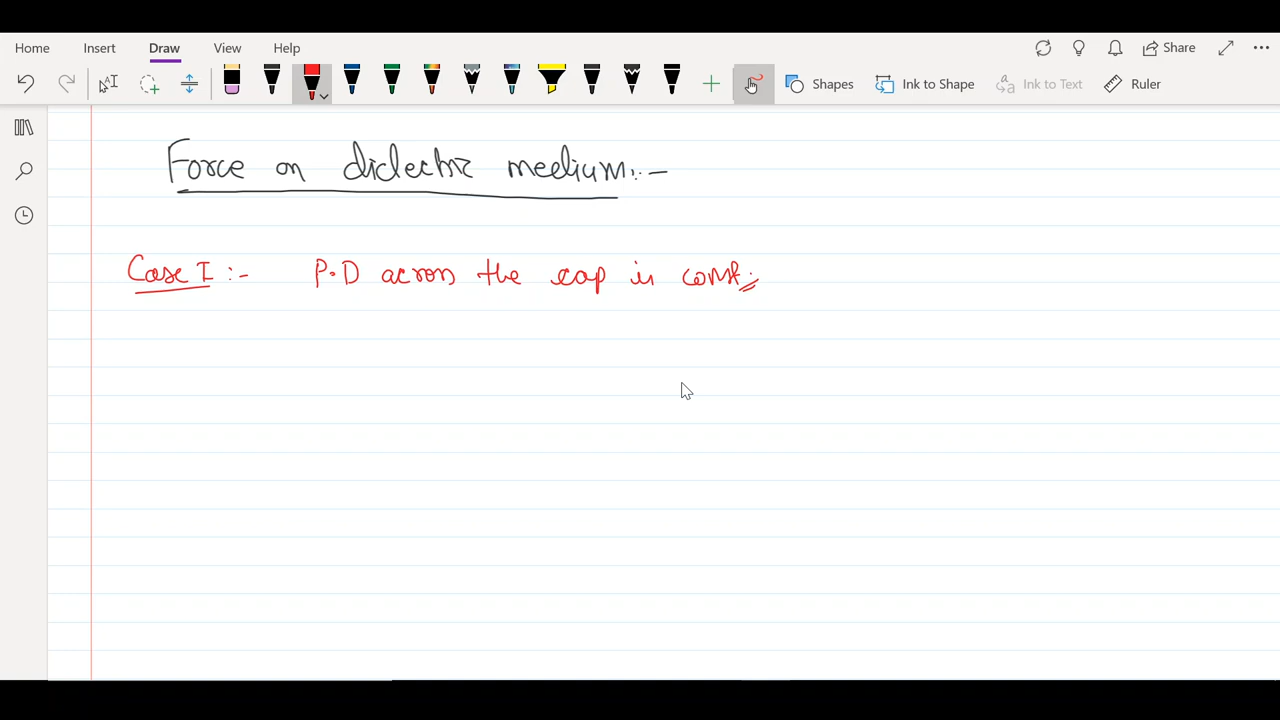 Home Insert Draw View Help Share
Shapes Ink to Shape Ink to Text Ruler
Force on dielectric medium:-
Case I :- P.D across the cap is const.